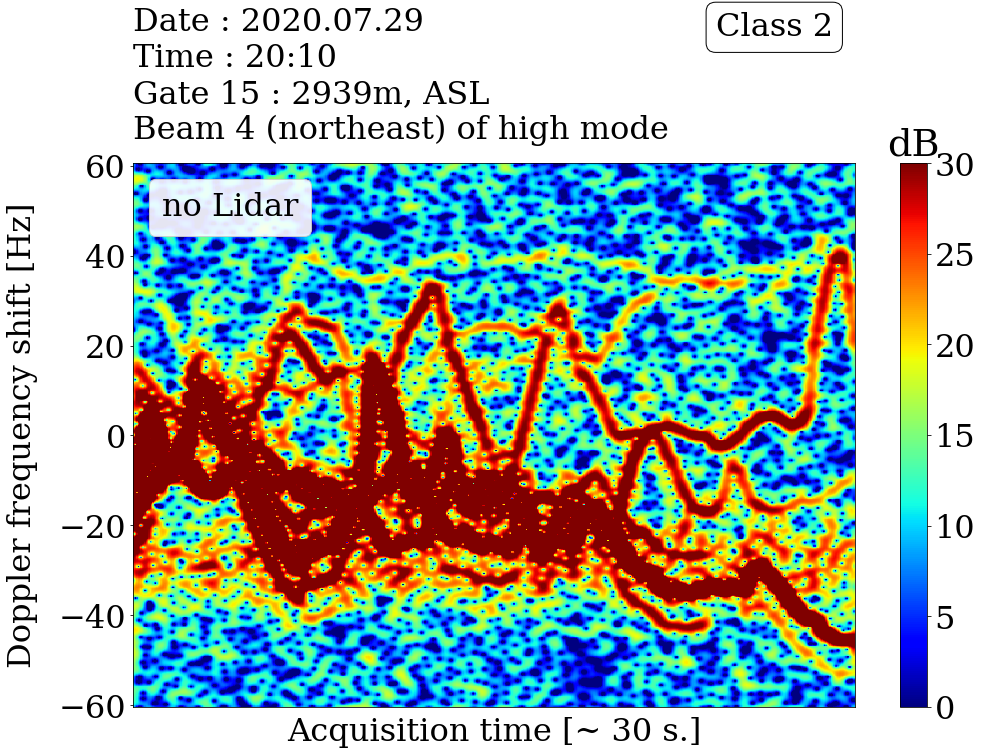 Date : 2020.07.29
Time : 20:10
Gate 15 : 2939m, ASL
Beam 4 (northeast) of high mode
Class 2
dB
no Lidar
Doppler frequency shift [Hz]
60
40
20
0
−20
−40
−60
30
25
20
15
10
5
0
Acquisition time [~ 30 s.]